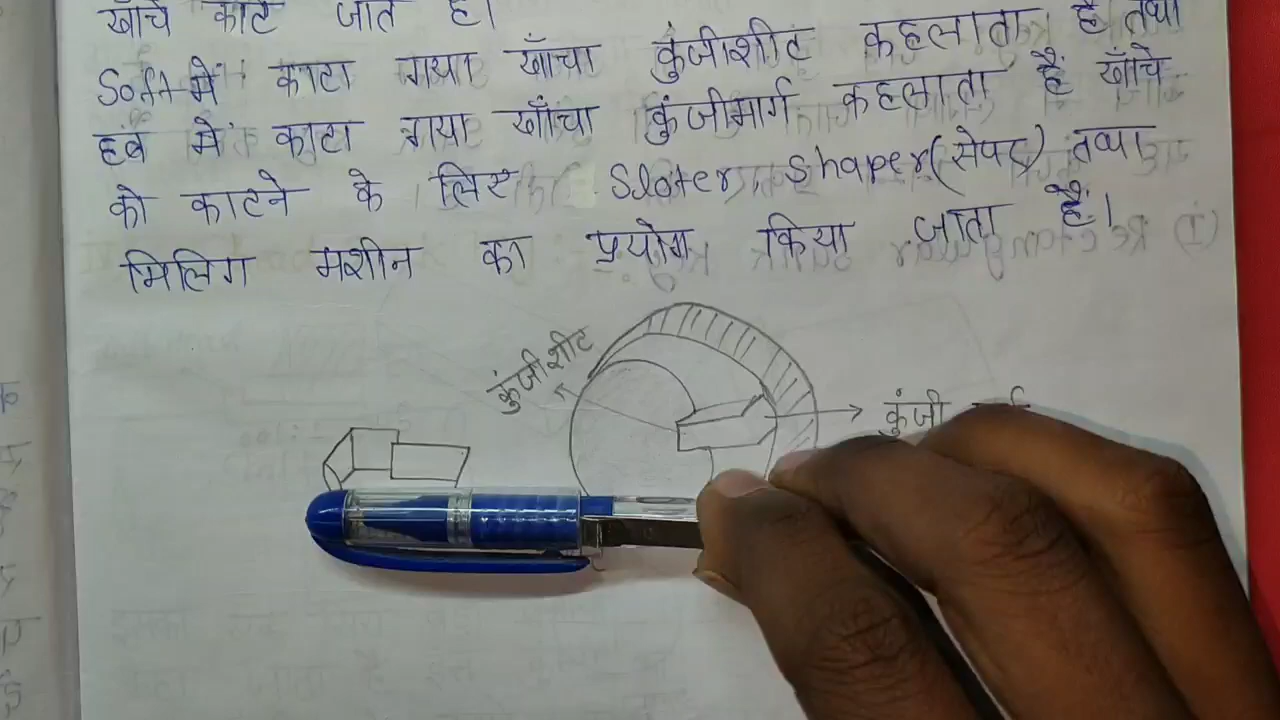 खाँचे काटे जाते हैं।
Soft में काटा गया खाँचा कुंजीशीट कहलाता है तथा
हब में काटा गया खाँचा कुंजीमार्ग कहलाता है खाँचे
को काटने के लिए Sloter, Shaper(सेपर) तथा
मिलिग मशीन का प्रयोग किया जाता है।
कुंजीशीट
कुंजी